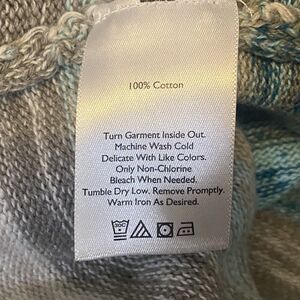 100% Cotton
Turn Garment Inside Out.
Machine Wash Cold
Delicate With Like Colors.
Only Non-Chlorine
Bleach When Needed.
Tumble Dry Low. Remove Promptly.
Warm Iron As Desired.
30C